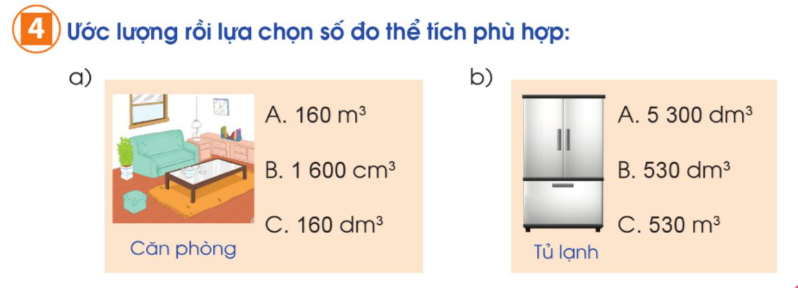 4 Ước lượng rồi lựa chọn số đo thể tích phù hợp:
a)
A. 160 m³
B. 1 600 cm³
C. 160 dm³
Căn phòng
b)
A. 5 300 dm³
B. 530 dm³
C. 530 m³
Tủ lạnh